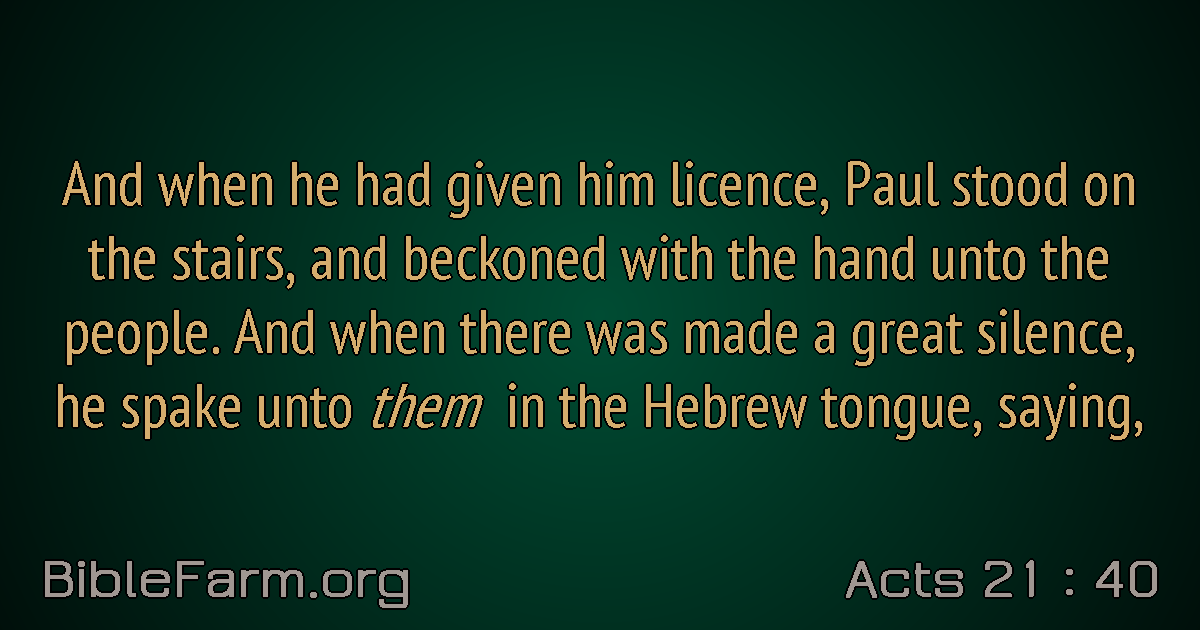 And when he had given him licence, Paul stood on
the stairs, and beckoned with the hand unto the
people. And when there was made a great silence,
he spake unto them in the Hebrew tongue, saying,
BibleFarm.org
Acts 21 : 40